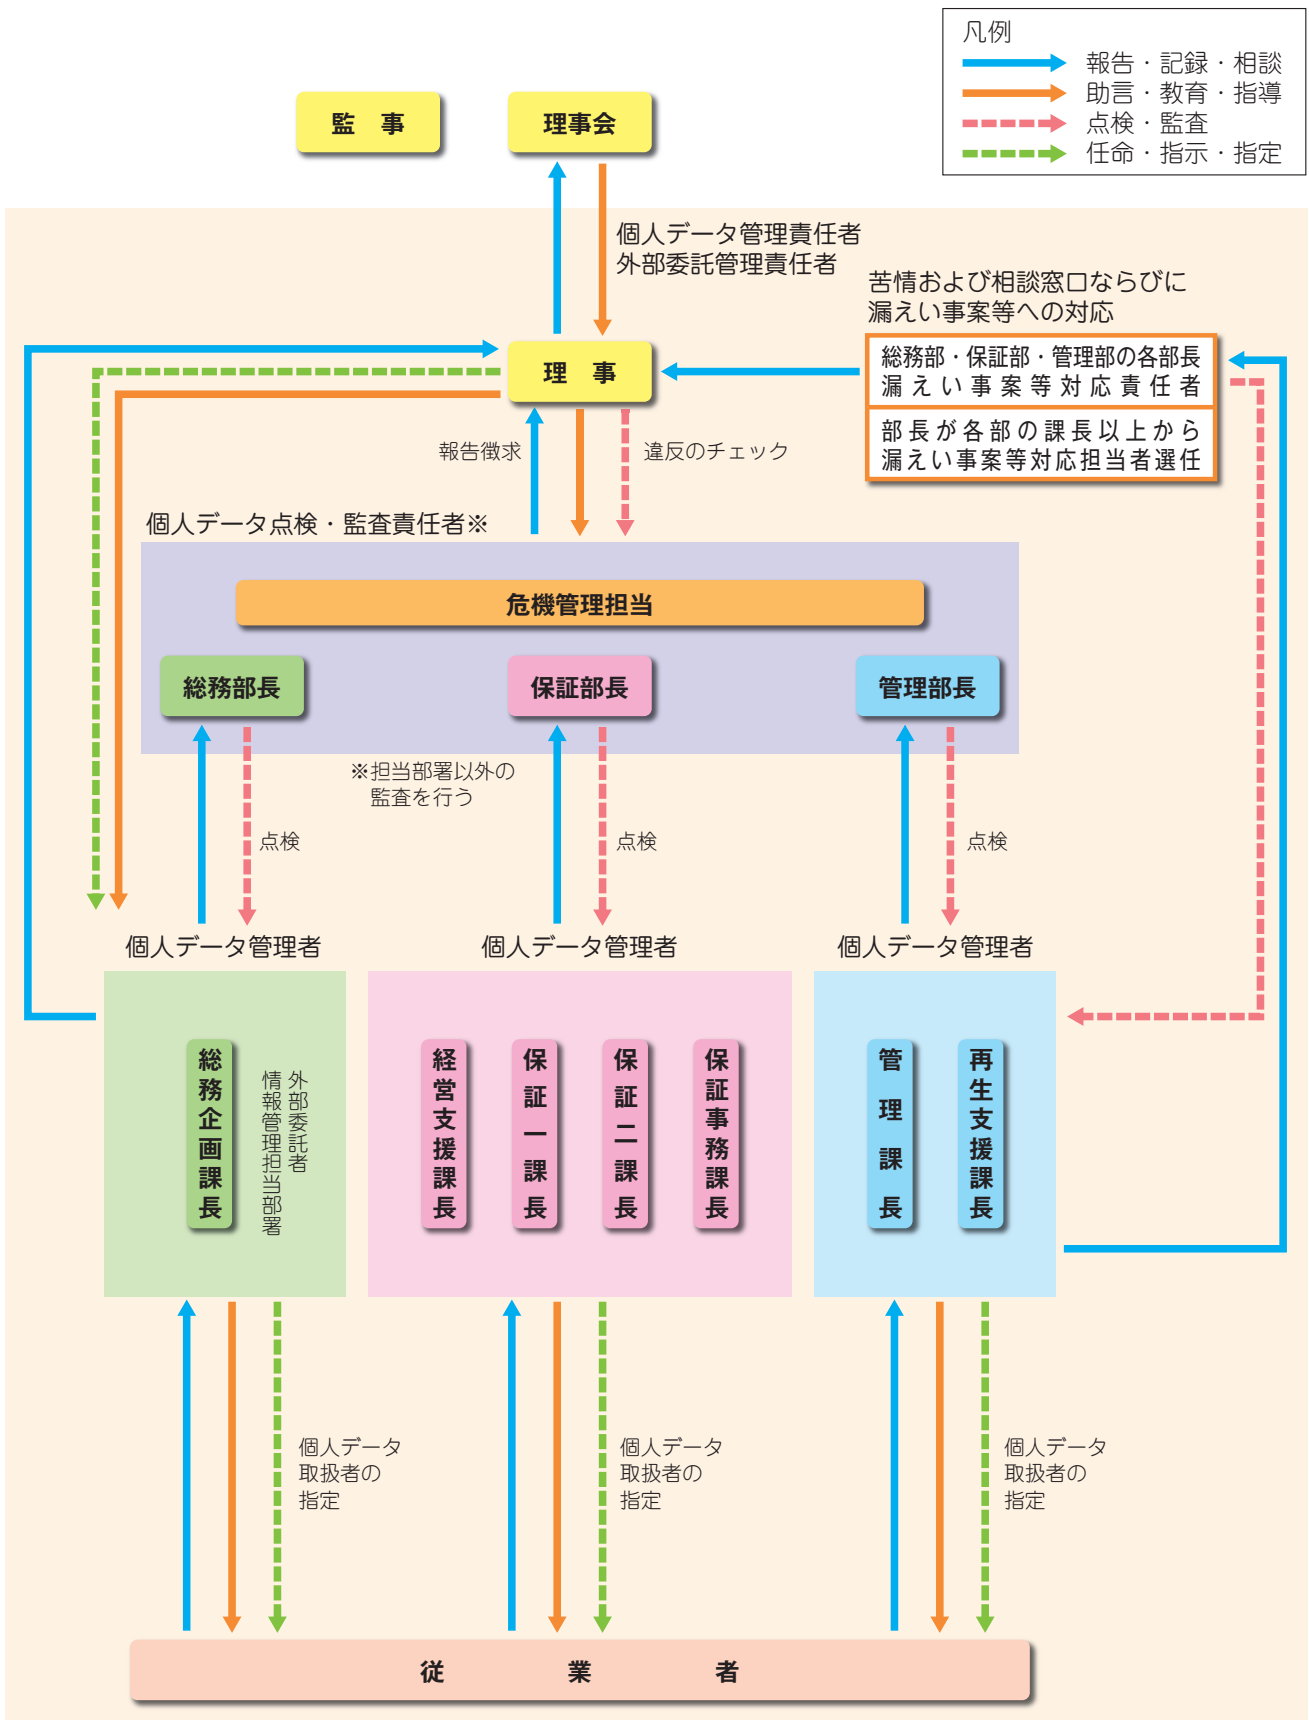 凡例
報告・記録・相談
助言・教育・指導
点検・監査
任命・指示・指定
監　事
理事会
個人データ管理責任者
外部委託管理責任者
苦情および相談窓口ならびに
漏えい事案等への対応
総務部・保証部・管理部の各部長
漏えい事案等対応責任者
部長が各部の課長以上から
漏えい事案等対応担当者選任
理　事
報告徴求
違反のチェック
個人データ点検・監査責任者※
危機管理担当
総務部長
保証部長
管理部長
※担当部署以外の
監査を行う
点検
点検
点検
個人データ管理者
個人データ管理者
個人データ管理者
総務企画課長
外部委託者
情報管理担当部署
経営支援課長
保証一課長
保証二課長
保証事務課長
管理課長
再生支援課長
個人データ
取扱者の
指定
個人データ
取扱者の
指定
個人データ
取扱者の
指定
従　業　者